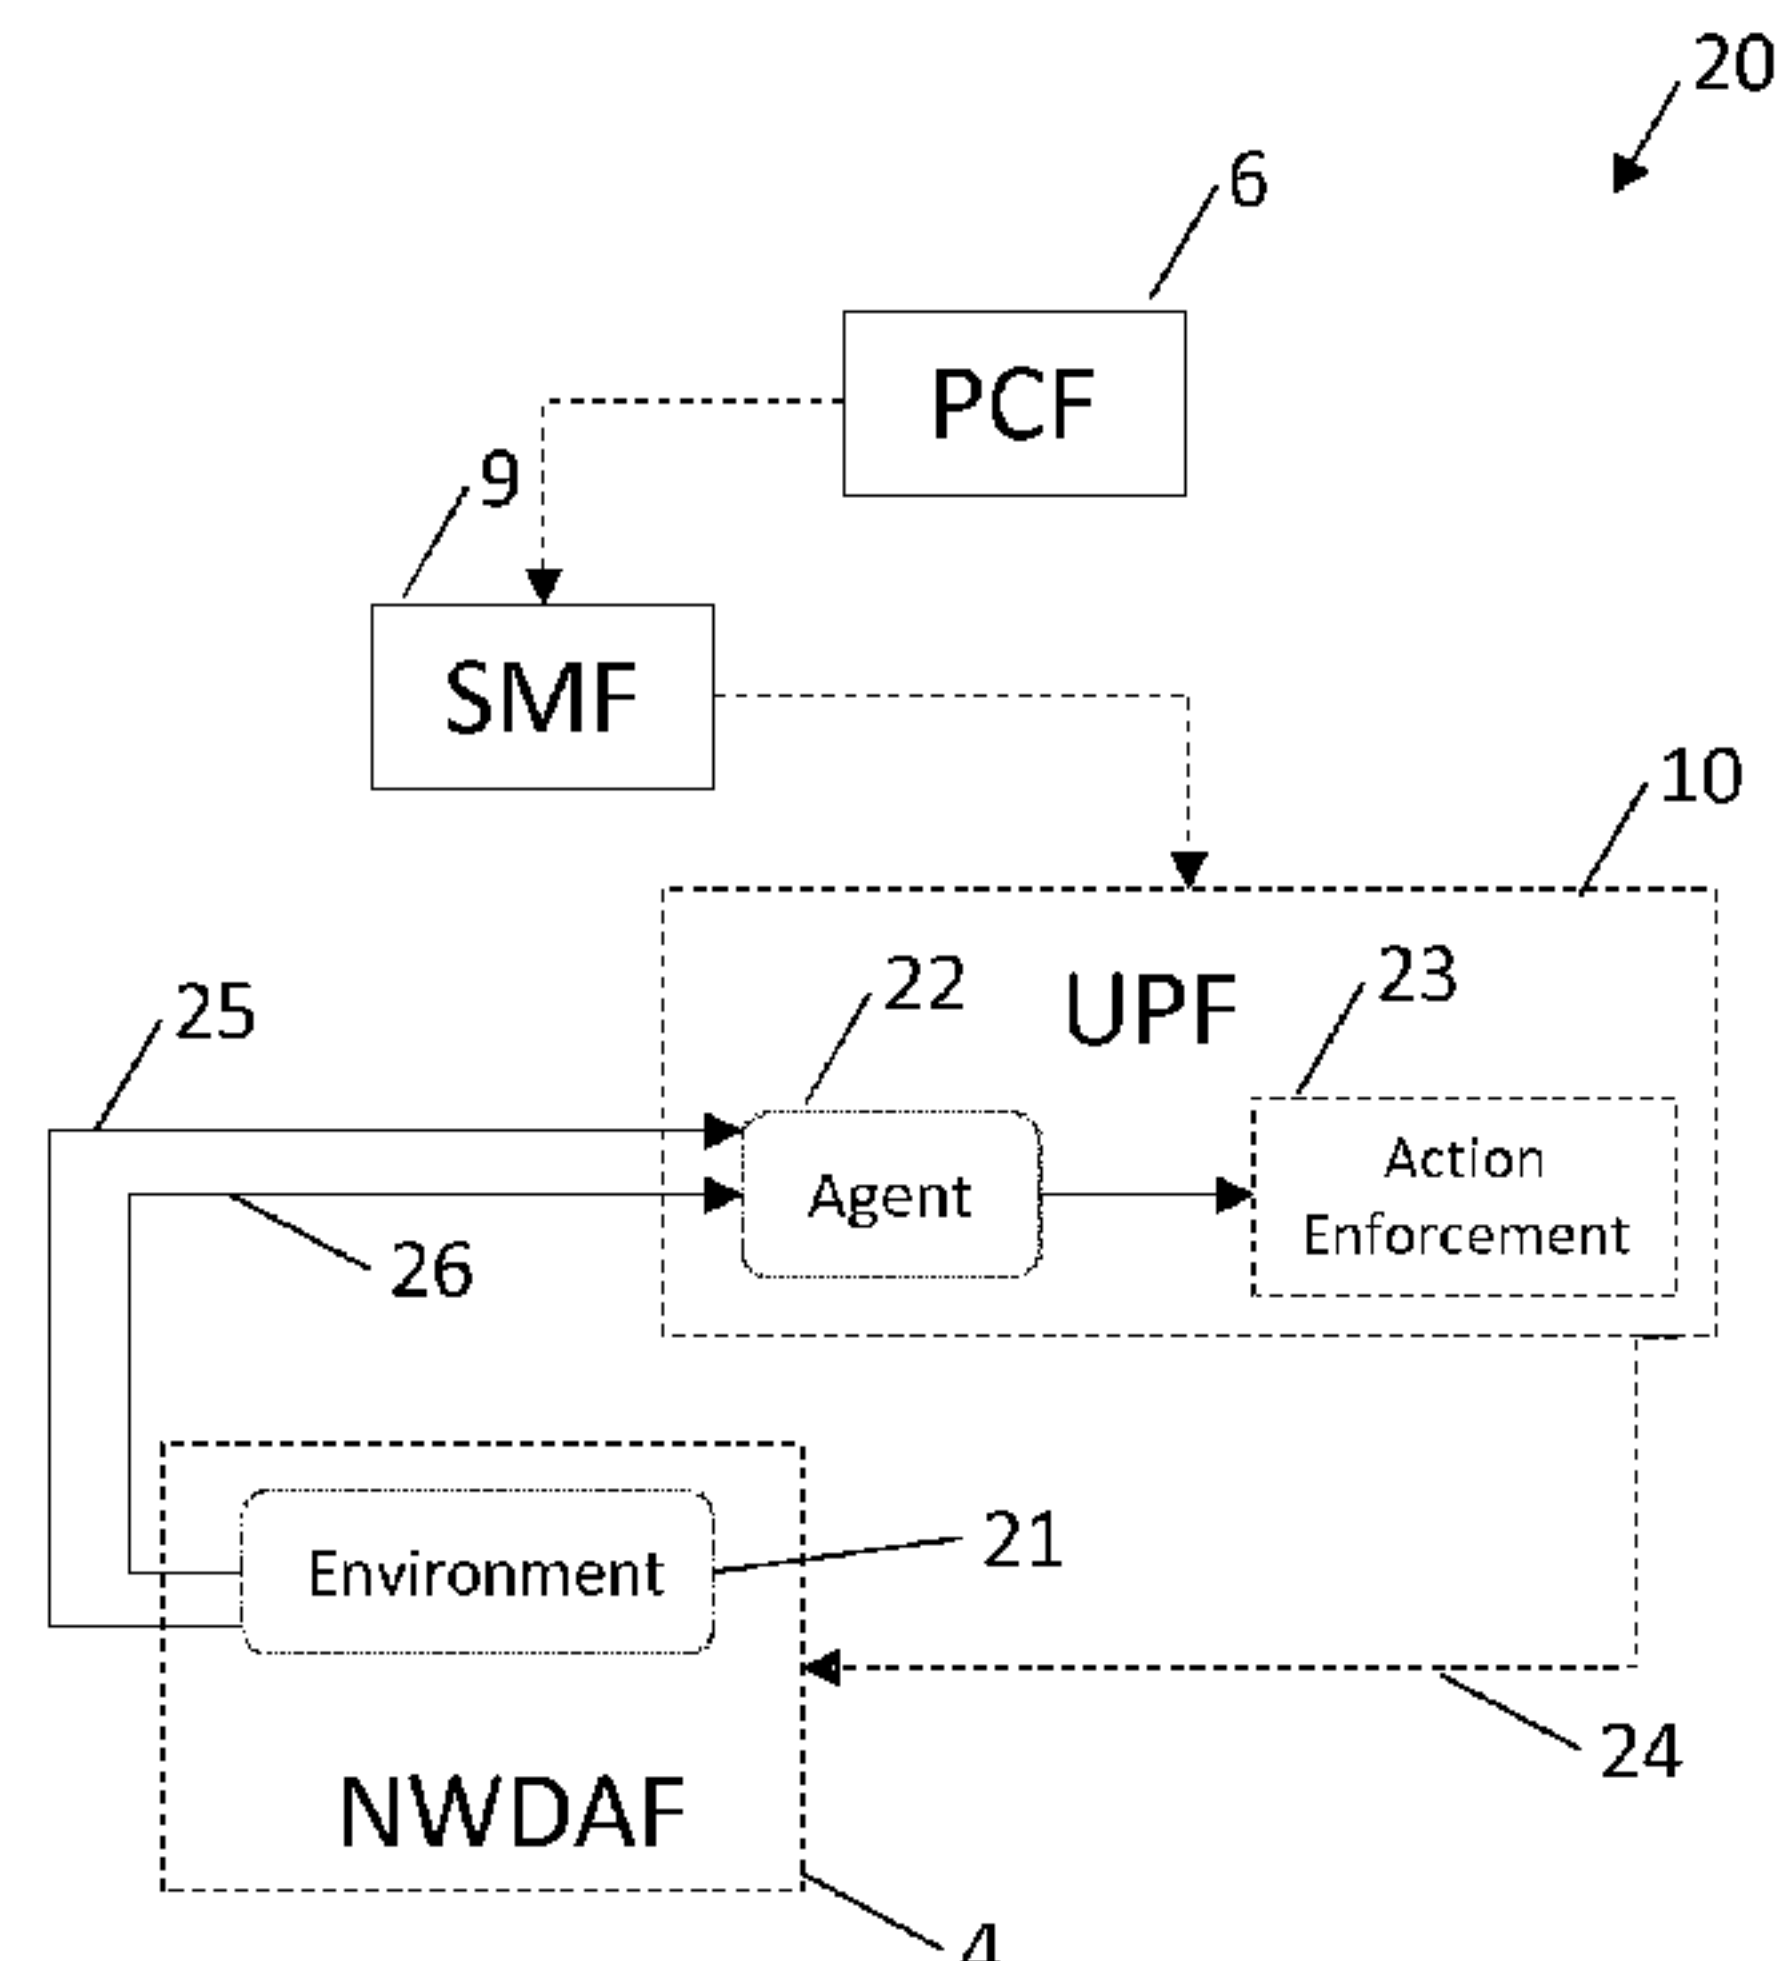 20
6
PCF
9
SMF
10
UPF
22
23
25
Agent
Action
Enforcement
26
Environment
21
24
NWDAF
4